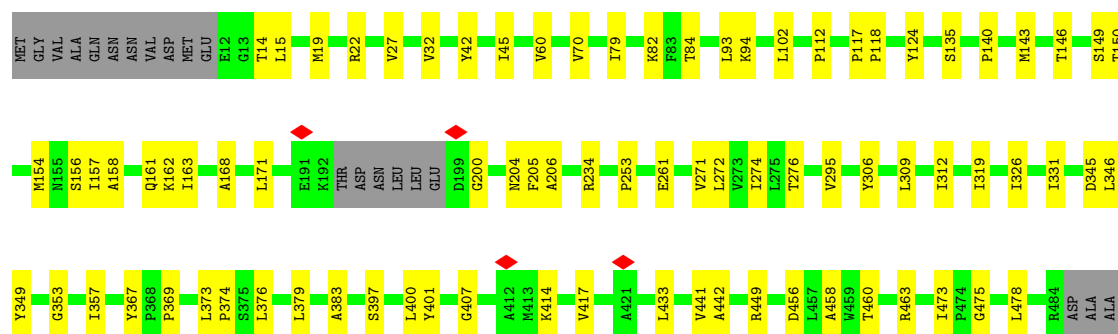 MET GLY VAL ALA GLN ASN ASN VAL ASP MET GLU E12 G13 T14 L15 M19 R22 V27 V32 Y42 I45 V60 V70 I79 K82 F83 T84 L93 K94 L102 P112 P117 P118 Y124 S135 P140 M143 T146 S149 T150
M154 N155 S156 I157 A158 Q161 K162 I163 A168 L171 E191 K192 THR ASP ASN LEU LEU GLU D199 G200 N204 F205 A206 R234 P253 E261 V271 L272 V273 I274 L275 T276 V295 Y306 L309 I312 I319 I326 I331 D345 L346
Y349 G353 I357 Y367 P368 P369 L373 P374 S375 L376 L379 A383 S397 L400 Y401 G407 A412 M413 K414 V417 A421 L433 V441 A442 R449 D456 L457 A458 W459 T460 R463 I473 P474 G475 L478 R484 ASP ALA ALA